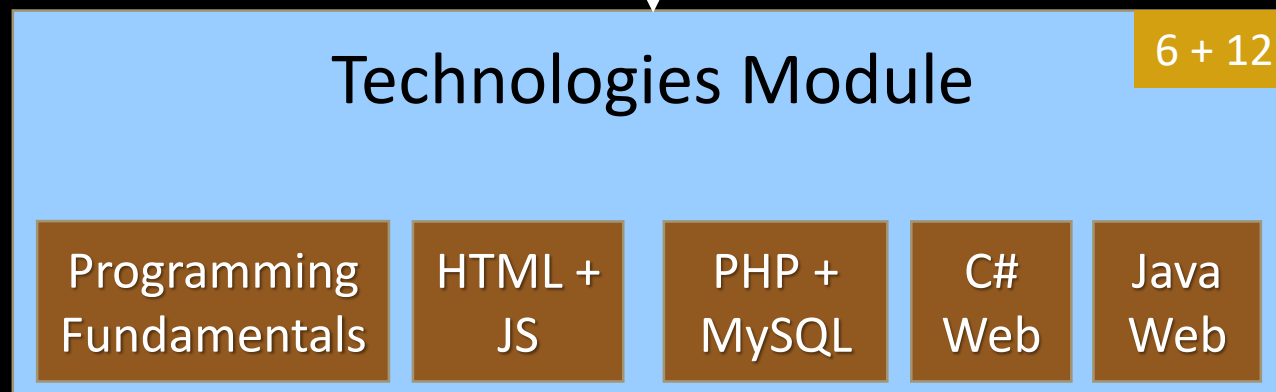 Technologies Module
6 + 12
Programming
Fundamentals
HTML +
JS
PHP +
MySQL
C#
Web
Java
Web